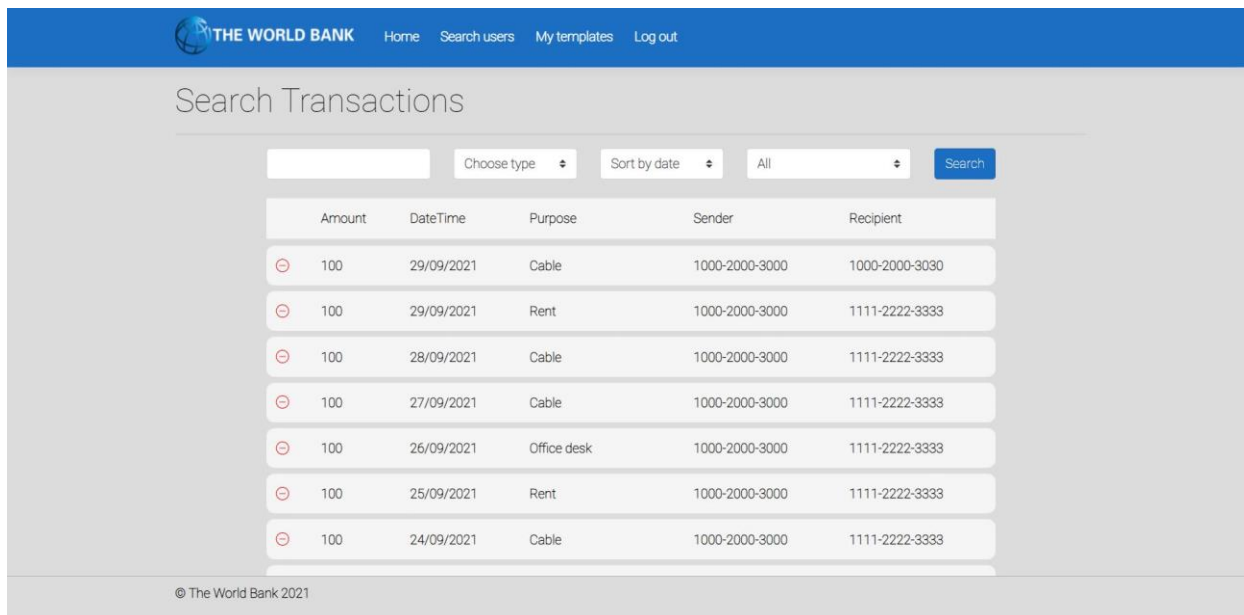 THE WORLD BANK Home Search users My templates Log out
Search Transactions
Choose type Sort by date All Search
Amount DateTime Purpose Sender Recipient
100 29/09/2021 Cable 1000-2000-3000 1000-2000-3030
100 29/09/2021 Rent 1000-2000-3000 1111-2222-3333
100 28/09/2021 Cable 1000-2000-3000 1111-2222-3333
100 27/09/2021 Cable 1000-2000-3000 1111-2222-3333
100 26/09/2021 Office desk 1000-2000-3000 1111-2222-3333
100 25/09/2021 Rent 1000-2000-3000 1111-2222-3333
100 24/09/2021 Cable 1000-2000-3000 1111-2222-3333
© The World Bank 2021